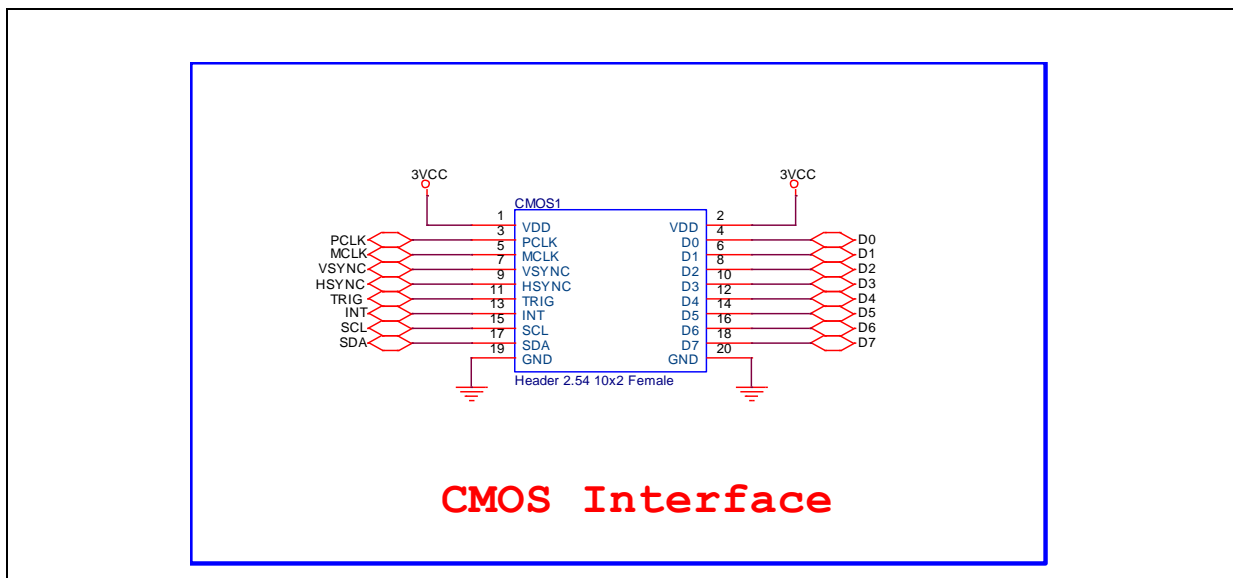 3VCC 3VCC
CMOS1
1 VDD VDD 2
PCLK 3 PCLK D0 4 D0
MCLK 5 MCLK D1 6 D1
VSYNC 7 VSYNC D2 8 D2
HSYNC 9 HSYNC D3 10 D3
TRIG 11 TRIG D4 12 D4
INT 13 INT D5 14 D5
SCL 15 SCL D6 16 D6
SDA 17 SDA D7 18 D7
19 GND GND 20
Header 2.54 10x2 Female
CMOS Interface